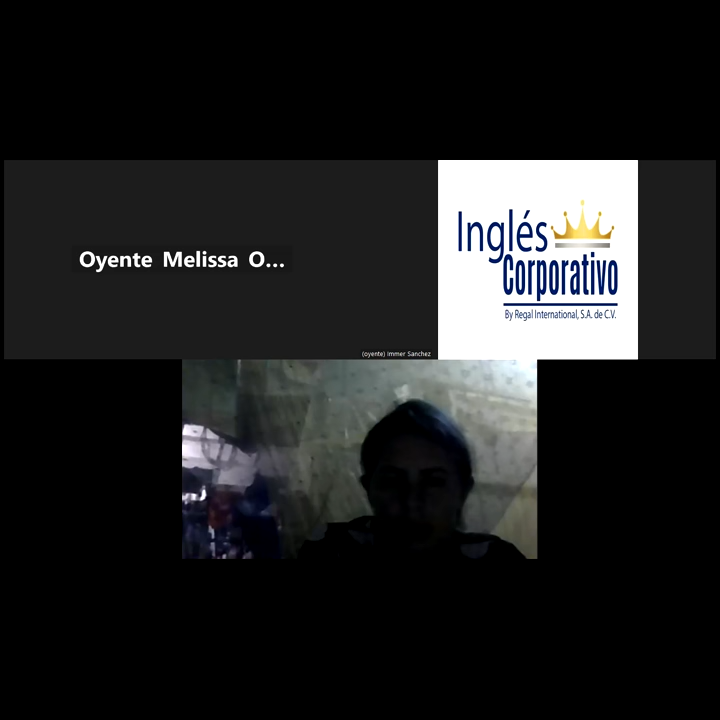 Oyente Melissa O...
(oyente) Immer Sanchez
Inglés
Corporativo
By Regal International, S.A. de C.V.